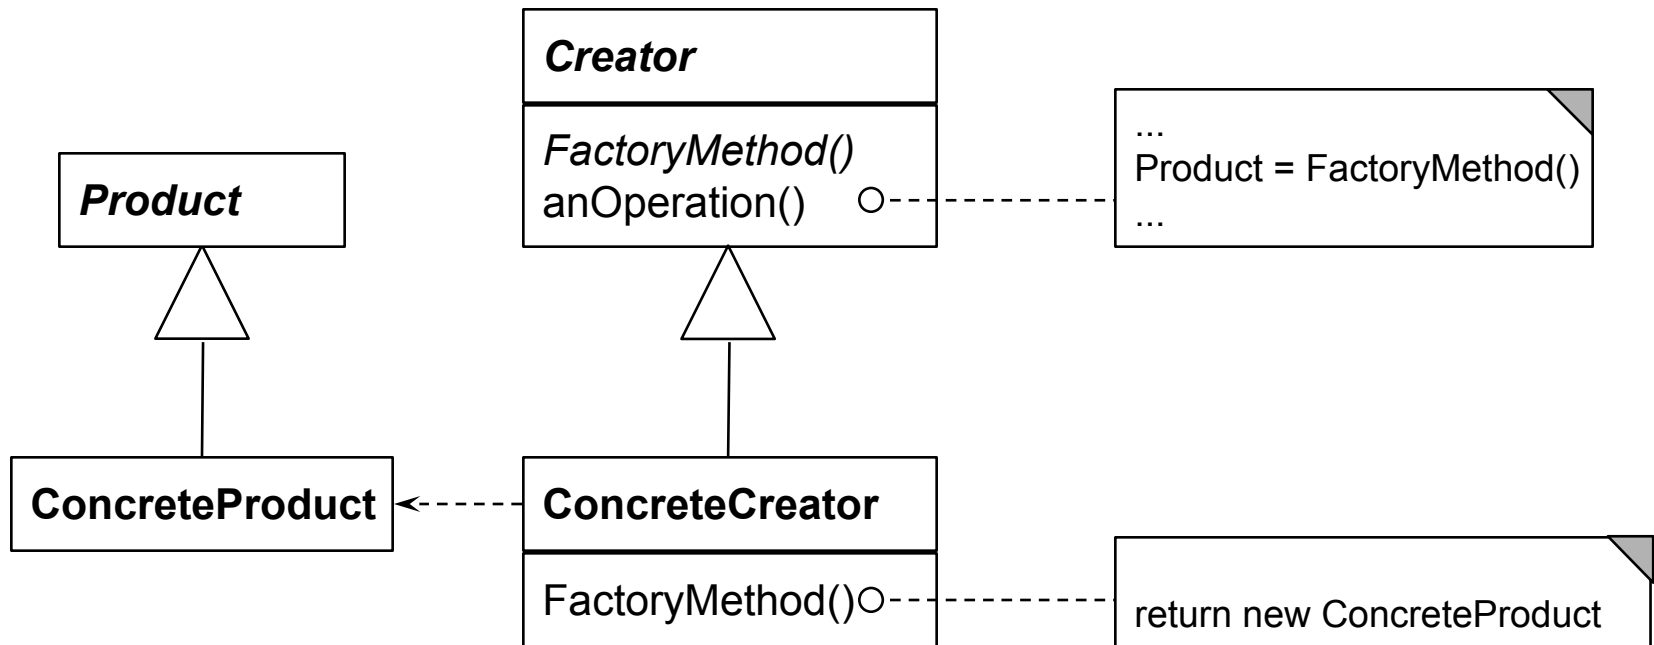 Creator
FactoryMethod()
anOperation()
...
Product = FactoryMethod()
...
Product
ConcreteProduct
ConcreteCreator
FactoryMethod()
return new ConcreteProduct